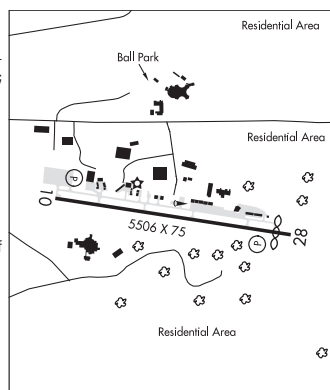 Residential Area
Ball Park
Residential Area
P
10
5506 X 75
P
28
Residential Area